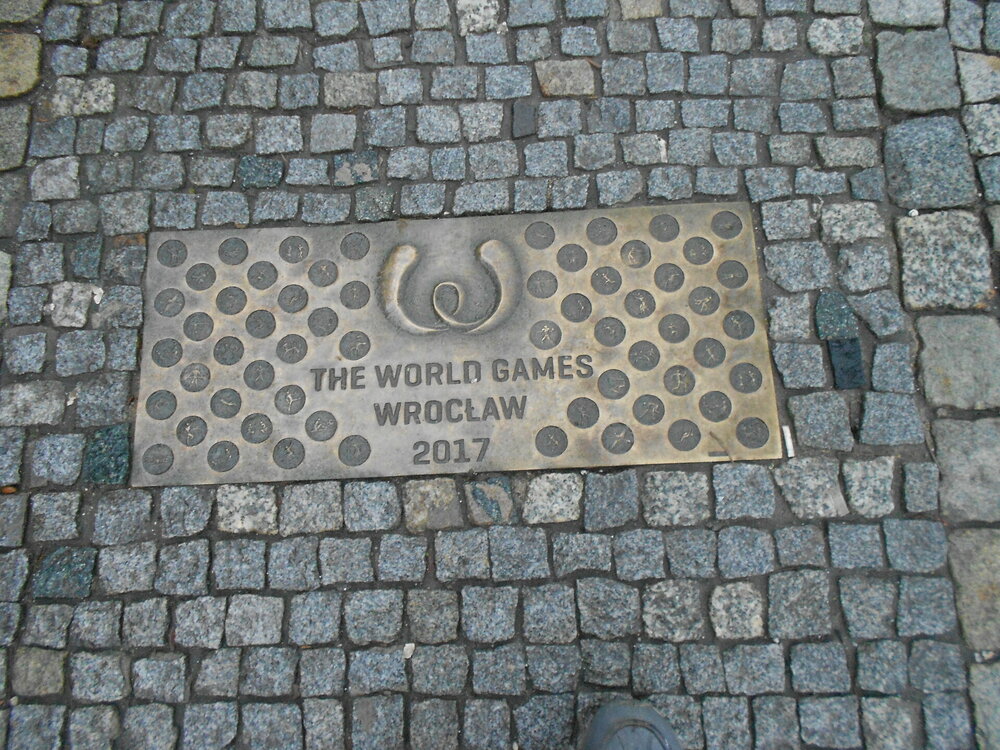 THE WORLD GAMES
WROCŁAW
2017